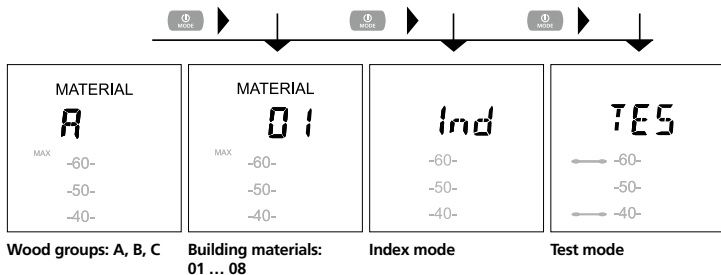 MODE MODE MODE
MATERIAL
A
MAX
-60-
-50-
-40-
Wood groups: A, B, C
MATERIAL
01
MAX
-60-
-50-
-40-
Building materials:
01 ... 08
Ind
-60-
-50-
-40-
Index mode
TES
-60-
-50-
-40-
Test mode